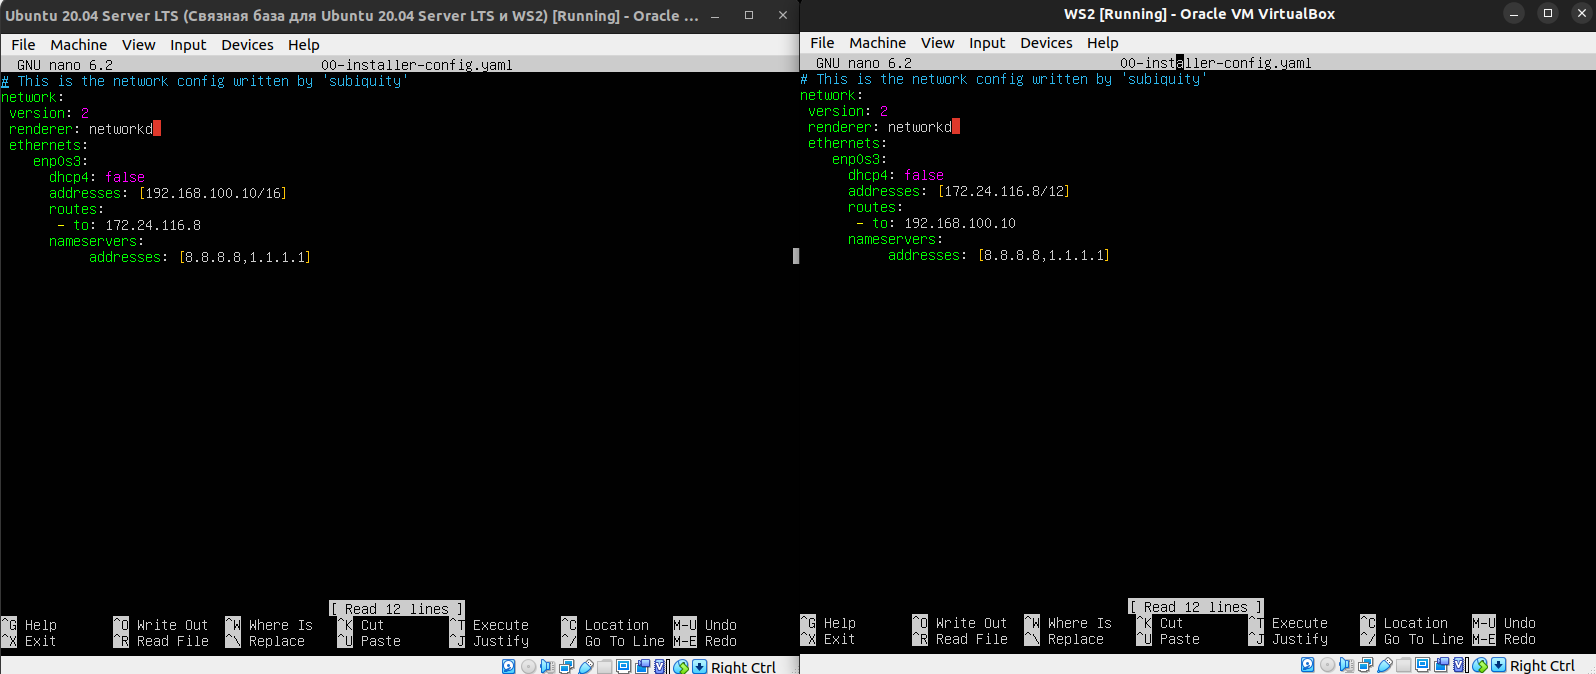 Ubuntu 20.04 Server LTS (Связная база для Ubuntu 20.04 Server LTS и WS2) [Running] - Oracle ...
File Machine View Input Devices Help
GNU nano 6.2 00-installer-config.yaml
# This is the network config written by 'subiquity'
network:
version: 2
renderer: networkd
ethernets:
enp0s3:
dhcp4: false
addresses: [192.168.100.10/16]
routes:
- to: 172.24.116.8
nameservers:
addresses: [8.8.8.8,1.1.1.1]
[ Read 12 lines ]
^G Help ^O Write Out ^W Where Is ^K Cut ^T Execute ^C Location M-U Undo
^X Exit ^R Read File ^\ Replace ^U Paste ^J Justify ^/ Go To Line M-E Redo
Right Ctrl
WS2 [Running] - Oracle VM VirtualBox
File Machine View Input Devices Help
GNU nano 6.2 00-installer-config.yaml
# This is the network config written by 'subiquity'
network:
version: 2
renderer: networkd
ethernets:
enp0s3:
dhcp4: false
addresses: [172.24.116.8/12]
routes:
- to: 192.168.100.10
nameservers:
addresses: [8.8.8.8,1.1.1.1]
[ Read 12 lines ]
^G Help ^O Write Out ^W Where Is ^K Cut ^T Execute ^C Location M-U Undo
^X Exit ^R Read File ^\ Replace ^U Paste ^J Justify ^/ Go To Line M-E Redo
Right Ctrl